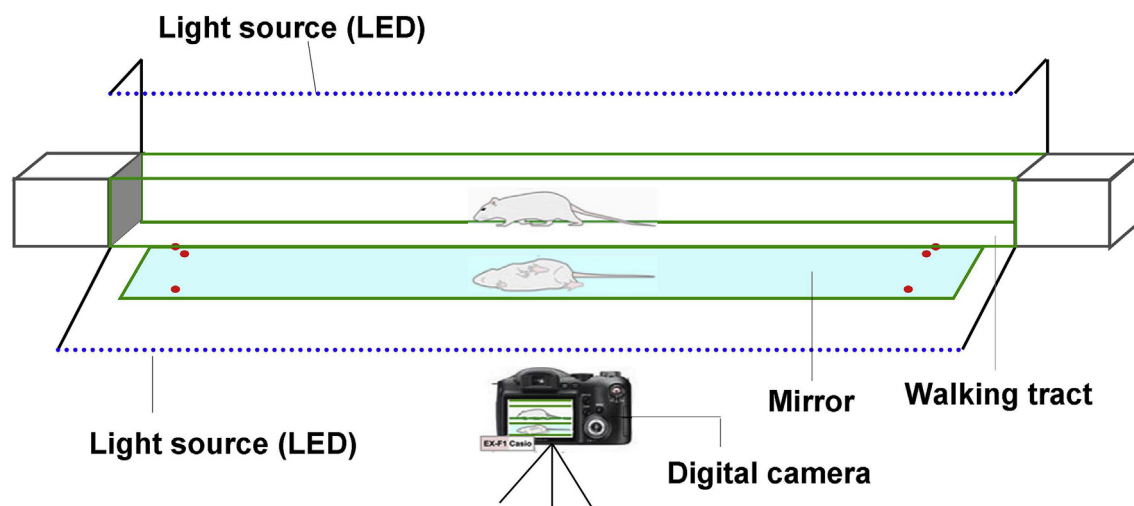 Light source (LED)
Walking tract
Mirror
Light source (LED)
EX-F1 Casio
Digital camera